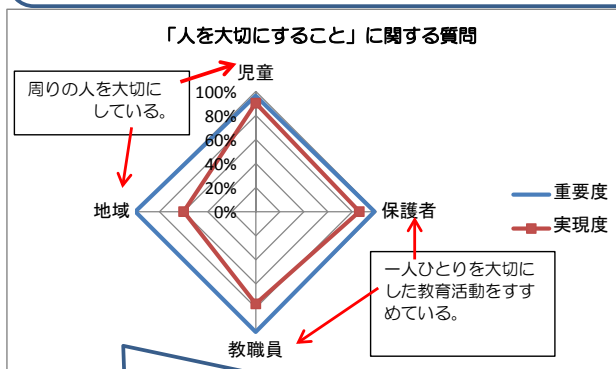 「人を大切にすること」に関する質問
周りの人を大切に
している。
児童
100%
80%
60%
40%
20%
0%
地域
保護者
教職員
重要度
実現度
一人ひとりを大切に
した教育活動をすす
めている。